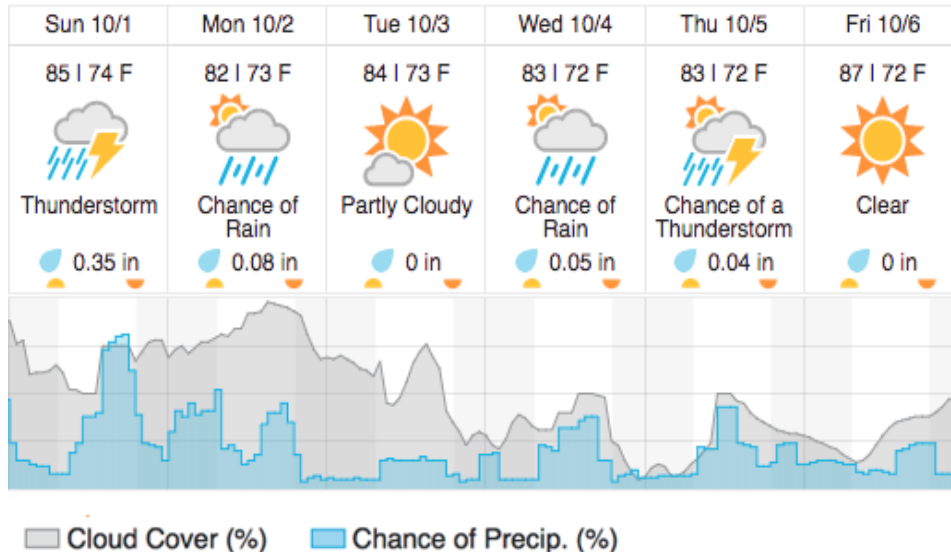 Sun 10/1 Mon 10/2 Tue 10/3 Wed 10/4 Thu 10/5 Fri 10/6
85 | 74 F 82 | 73 F 84 | 73 F 83 | 72 F 83 | 72 F 87 | 72 F
Thunderstorm Chance of Partly Cloudy Chance of Chance of a Clear
Rain Rain Thunderstorm
0.35 in 0.08 in 0 in 0.05 in 0.04 in 0 in
Cloud Cover (%) Chance of Precip. (%)